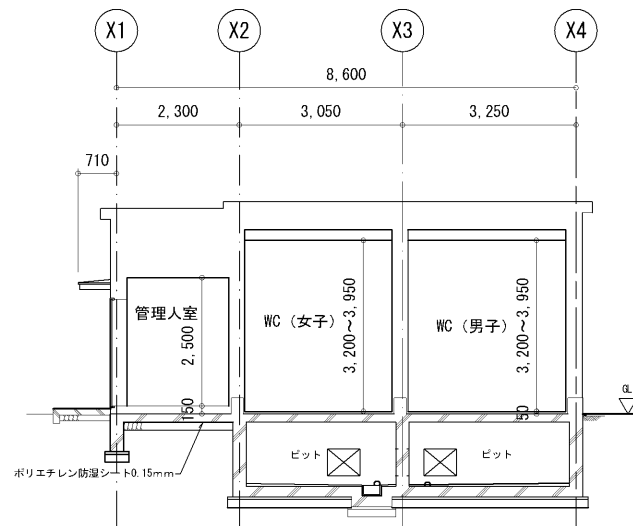 X1 X2 X3 X4
8,600
2,300 3,050 3,250
710
管理人室
2,500
150
WC（女子）
3,200～3,950
WC（男子）
3,200～3,950
50
GL
ピット
ピット
ポリエチレン防湿シート0.15mm